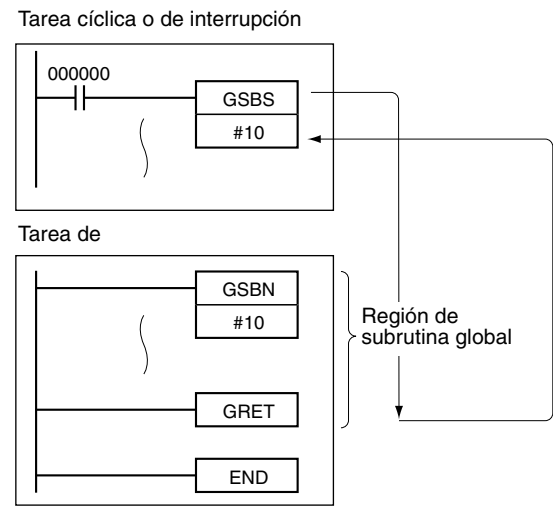 Tarea cíclica o de interrupción
000000
GSBS
#10
Tarea de
GSBN
#10
Región de
subrutina global
GRET
END